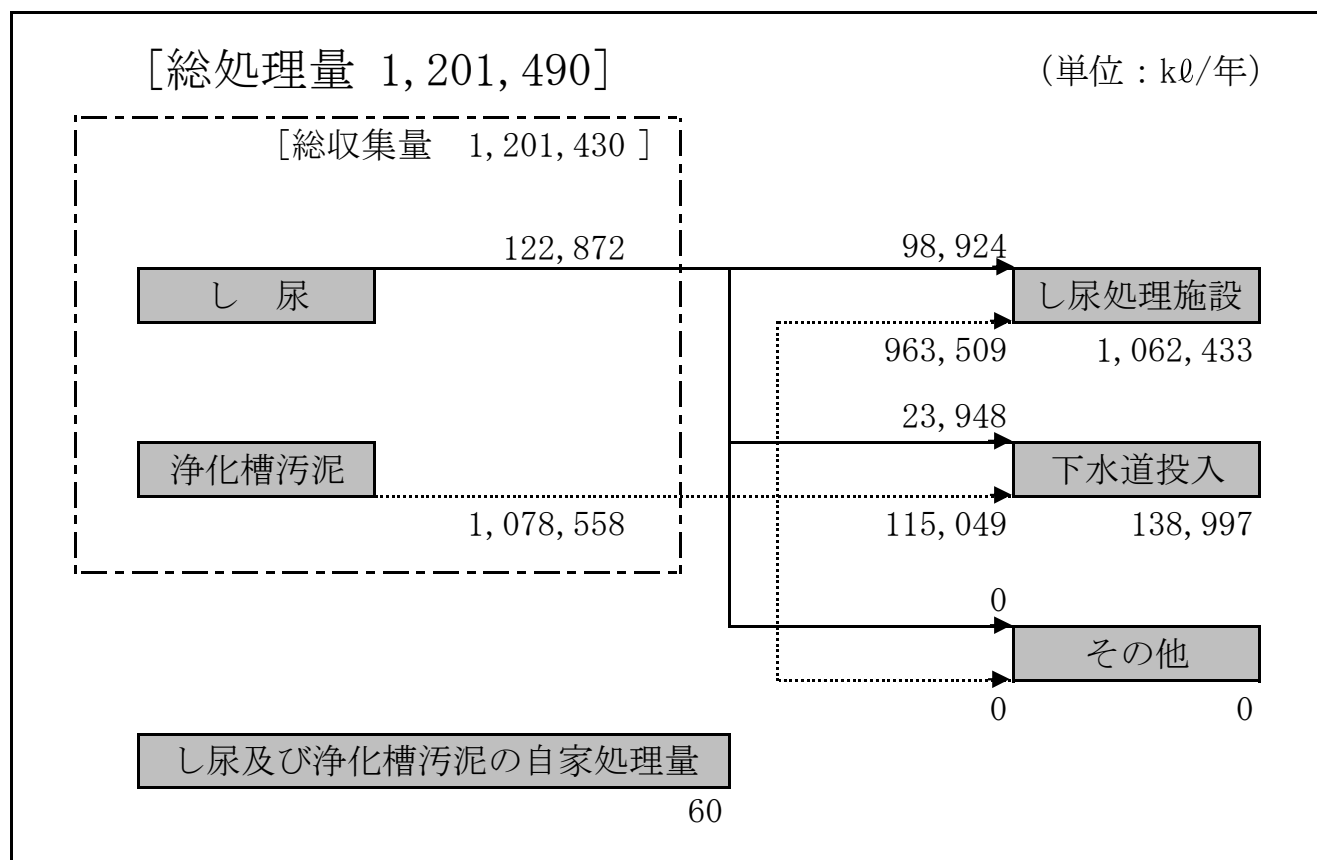 [総処理量 1,201,490]
(単位:kℓ/年)
[総収集量 1,201,430 ]
122,872
98,924
し 尿
し尿処理施設
963,509
1,062,433
23,948
浄化槽汚泥
下水道投入
1,078,558
115,049
138,997
0
その他
0
0
し尿及び浄化槽汚泥の自家処理量
60